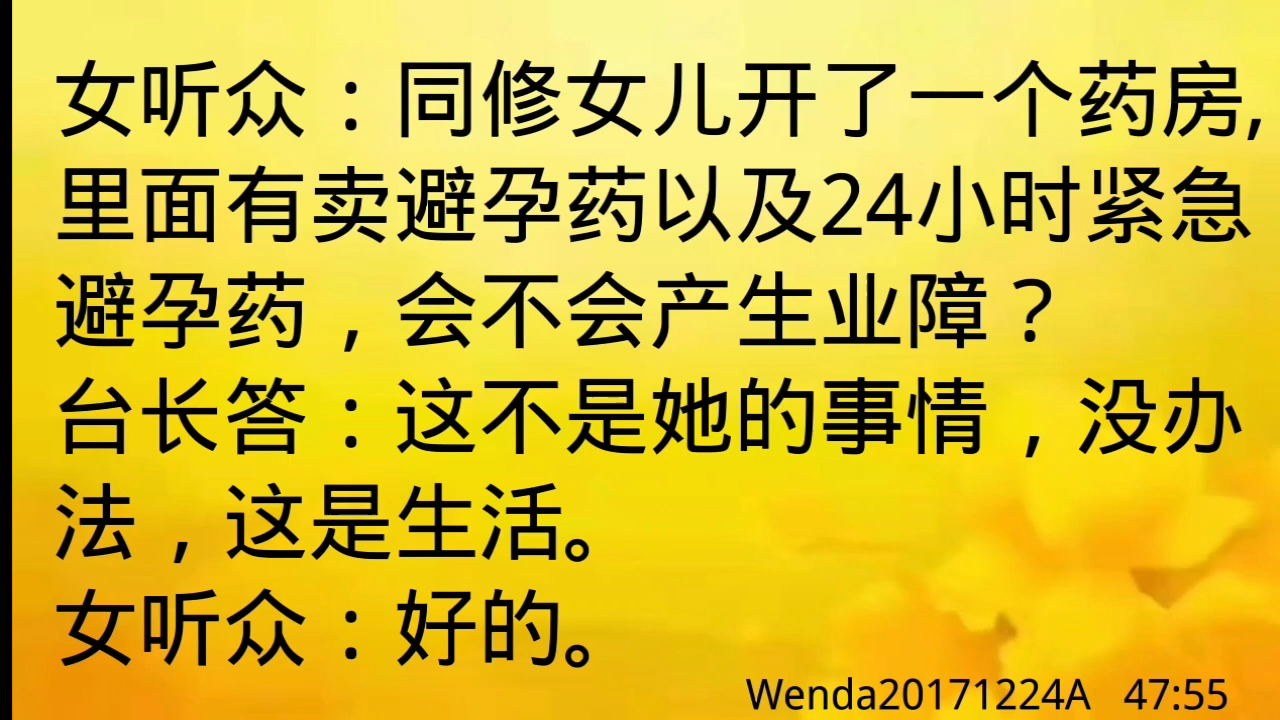 女听众：同修女儿开了一个药房,
里面有卖避孕药以及24小时紧急
避孕药，会不会产生业障？
台长答：这不是她的事情，没办
法，这是生活。
女听众：好的。
Wenda20171224A 47:55